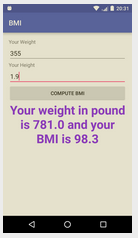 20:31
BMI
Your Weight
355
Your Height
1.9
COMPUTE BMI
Your weight in pound
is 781.0 and your
BMI is 98.3